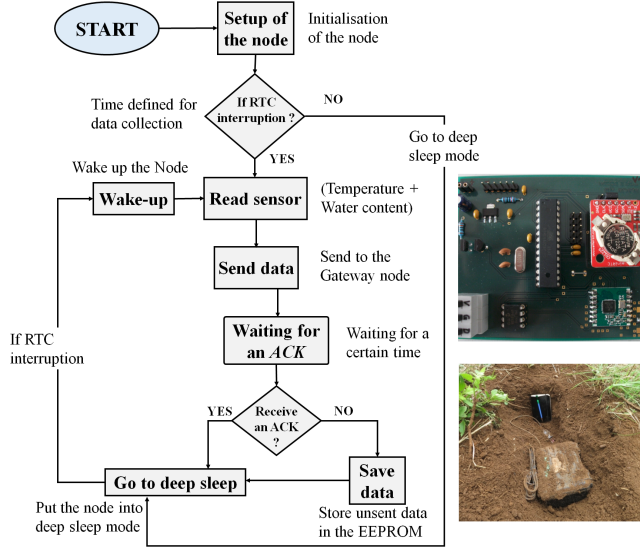 START
Setup of
the node
Initialisation
of the node
Time defined for
data collection
If RTC
interruption ?
NO
Go to deep
sleep mode
YES
Wake up the Node
Wake-up
Read sensor
(Temperature +
Water content)
Send data
Send to the
Gateway node
Waiting for
an ACK
Waiting for a
certain time
If RTC
interruption
YES
Receive
an ACK
?
NO
Go to deep sleep
Save
data
Put the node into
deep sleep mode
Store unsent data
in the EEPROM